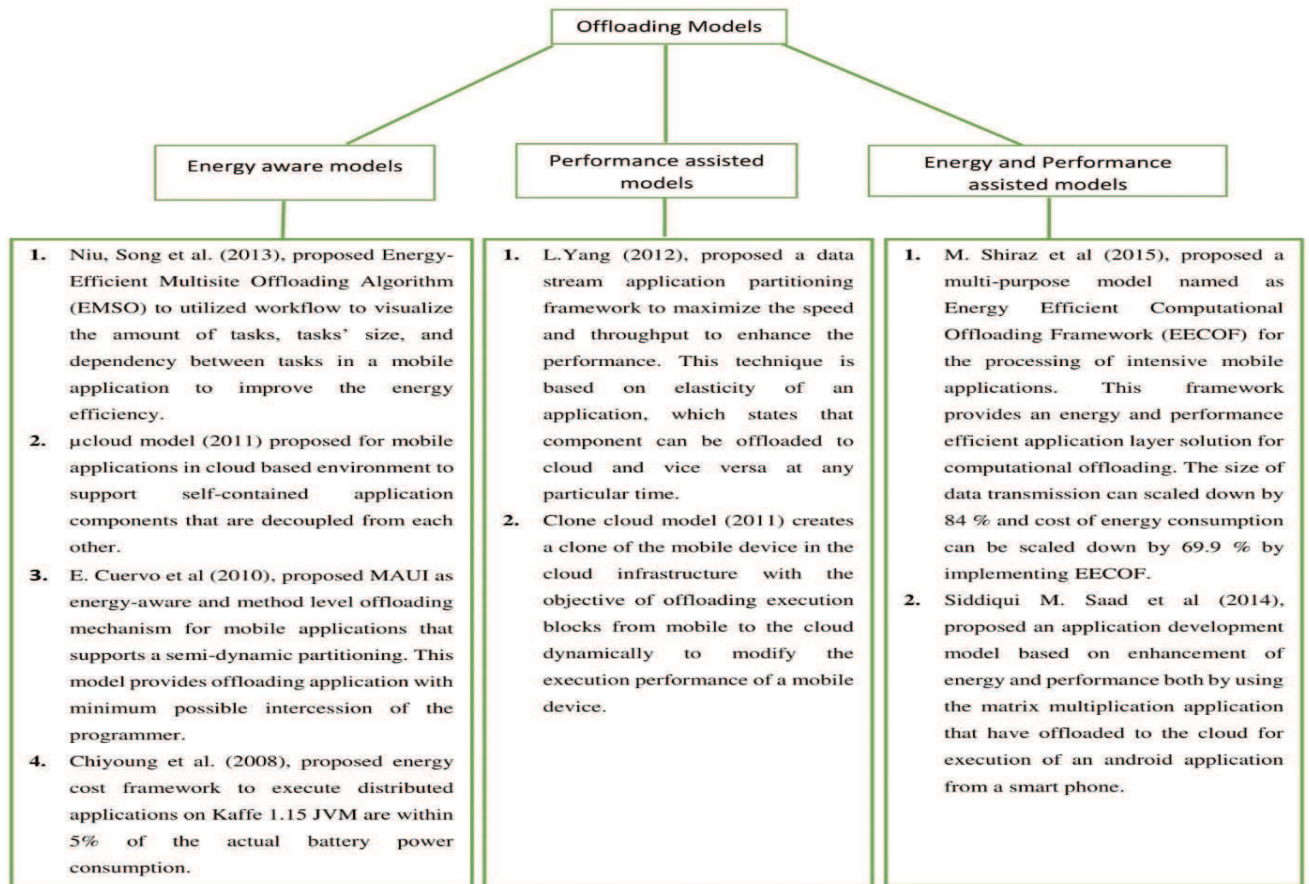 Offloading Models
Energy aware models
Performance assisted
models
Energy and Performance
assisted models
1. Niu, Song et al. (2013), proposed Energy-
Efficient Multisite Offloading Algorithm
(EMSO) to utilized workflow to visualize
the amount of tasks, tasks' size, and
dependency between tasks in a mobile
application to improve the energy
efficiency.
2. µcloud model (2011) proposed for mobile
applications in cloud based environment to
support self-contained application
components that are decoupled from each
other.
3. E. Cuervo et al (2010), proposed MAUI as
energy-aware and method level offloading
mechanism for mobile applications that
supports a semi-dynamic partitioning. This
model provides offloading application with
minimum possible intercession of the
programmer.
4. Chiyoung et al. (2008), proposed energy
cost framework to execute distributed
applications on Kaffe 1.15 JVM are within
5% of the actual battery power
consumption.
1. L.Yang (2012), proposed a data
stream application partitioning
framework to maximize the speed
and throughput to enhance the
performance. This technique is
based on elasticity of an
application, which states that
component can be offloaded to
cloud and vice versa at any
particular time.
2. Clone cloud model (2011) creates
a clone of the mobile device in the
cloud infrastructure with the
objective of offloading execution
blocks from mobile to the cloud
dynamically to modify the
execution performance of a mobile
device.
1. M. Shiraz et al (2015), proposed a
multi-purpose model named as
Energy Efficient Computational
Offloading Framework (EECOF) for
the processing of intensive mobile
applications. This framework
provides an energy and performance
efficient application layer solution for
computational offloading. The size of
data transmission can scaled down by
84 % and cost of energy consumption
can be scaled down by 69.9 % by
implementing EECOF.
2. Siddiqui M. Saad et al (2014),
proposed an application development
model based on enhancement of
energy and performance both by using
the matrix multiplication application
that have offloaded to the cloud for
execution of an android application
from a smart phone.